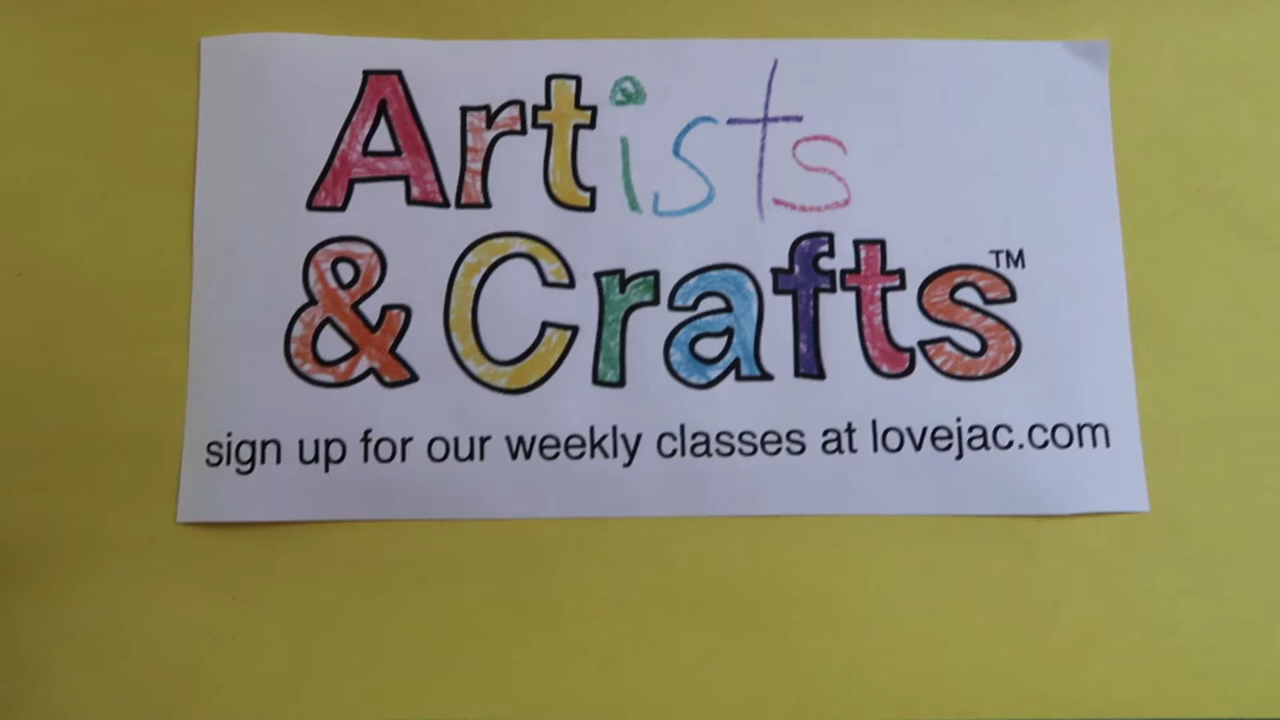 Artists
& Crafts™
sign up for our weekly classes at lovejac.com